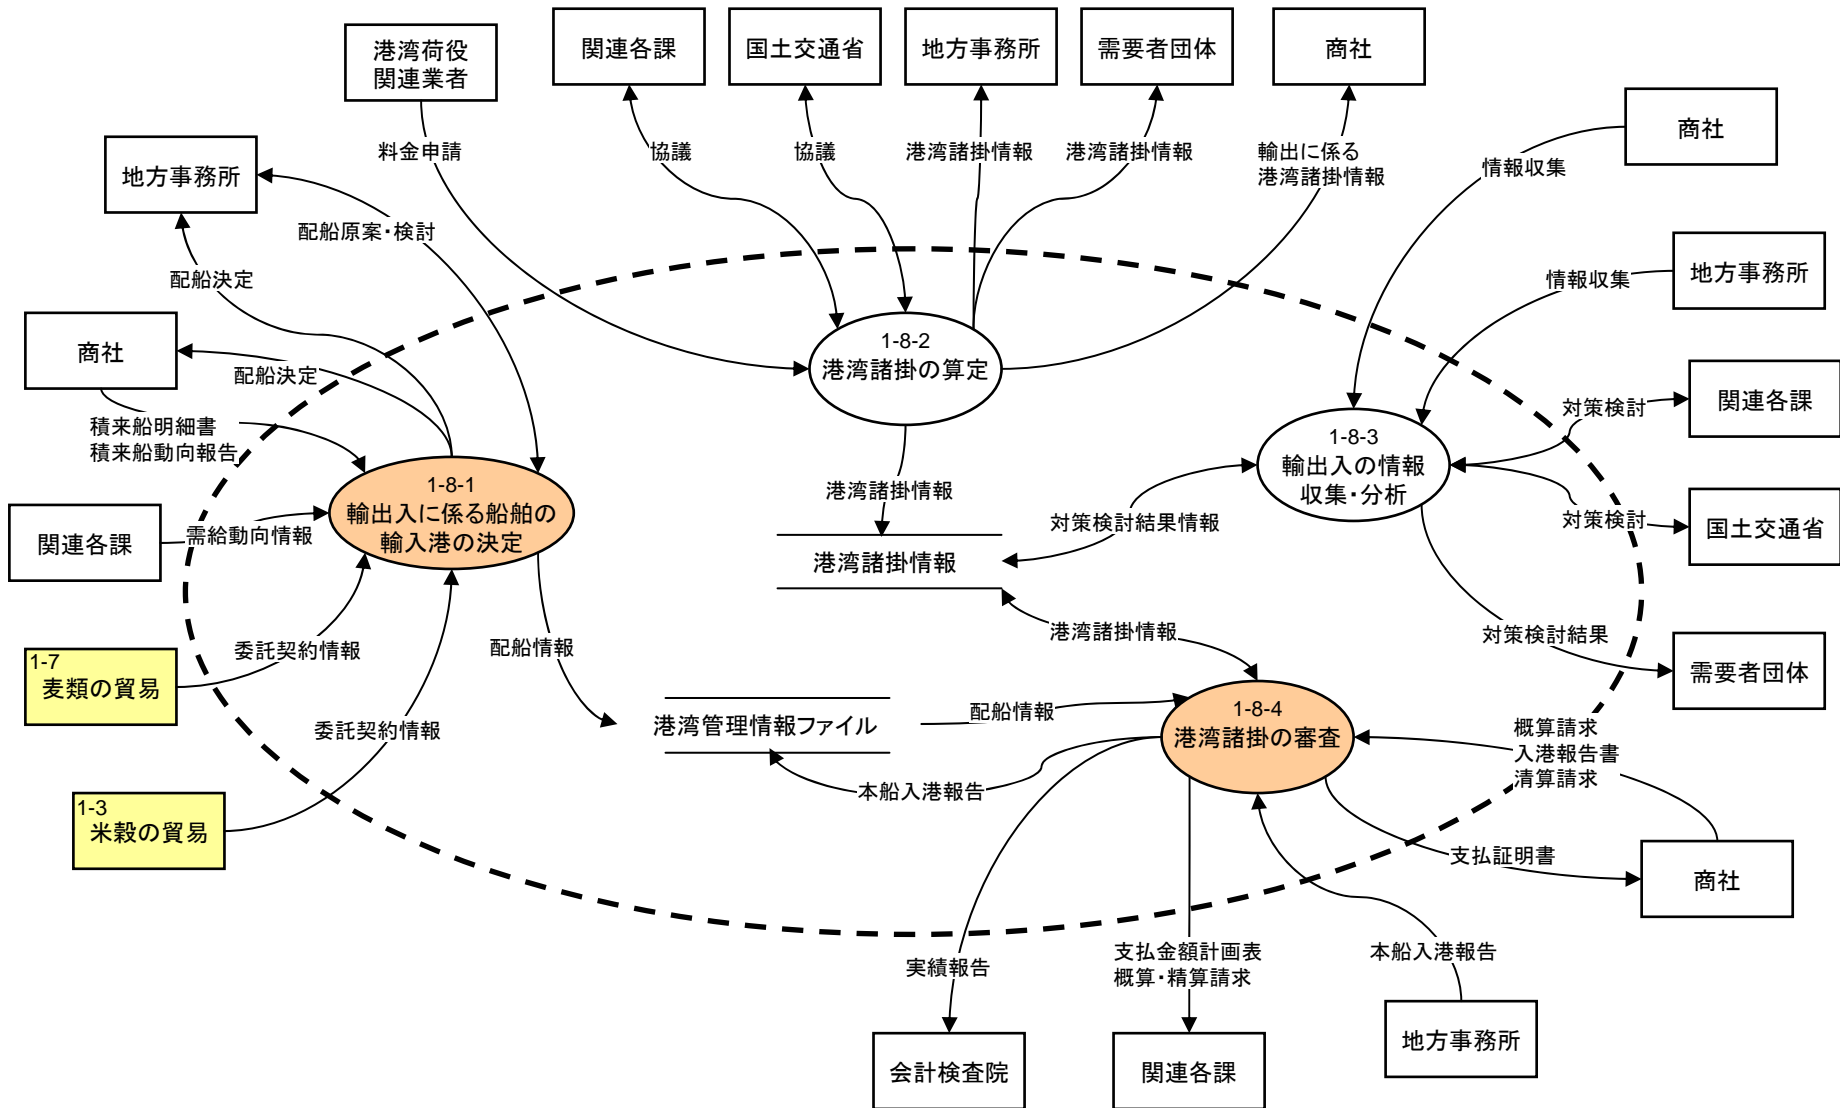 港湾荷役
関連業者
関連各課
国土交通省
地方事務所
需要者団体
商社
商社
地方事務所
料金申請
協議
協議
港湾諸掛情報
港湾諸掛情報
輸出に係る
港湾諸掛情報
情報収集
配船原案・検討
配船決定
情報収集
地方事務所
商社
配船決定
1-8-2
港湾諸掛の算定
対策検討
関連各課
積来船明細書
積来船動向報告
1-8-3
輸出入の情報
収集・分析
1-8-1
輸出入に係る船舶の
輸入港の決定
港湾諸掛情報
対策検討結果情報
対策検討
国土交通省
関連各課
需給動向情報
港湾諸掛情報
港湾諸掛情報
対策検討結果
需要者団体
1-7
麦類の貿易
委託契約情報
配船情報
港湾管理情報ファイル
配船情報
1-8-4
港湾諸掛の審査
概算請求
入港報告書
清算請求
委託契約情報
1-3
米穀の貿易
本船入港報告
支払証明書
商社
実績報告
支払金額計画表
概算・精算請求
本船入港報告
会計検査院
関連各課
地方事務所